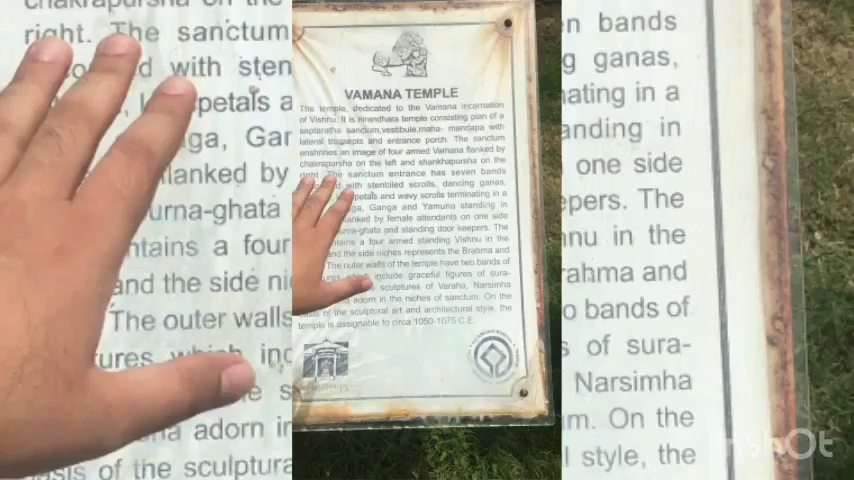 VAMANA TEMPLE
The temple, dedicated to the Vamana incarnation
of Vishnu. It is nirandhara temple consisting plan of a
saptaratha sanctum,vestibule,maha- mandapa with
lateral transepts and entrance porch. The sanctum
enshrines an image of four armed Vamana flanked by
chakrapursha on the left and shankhapursha on the
right. The sanctum entrance has seven bands
with stenciled scrolls, dancing ganas,
petals and wavy scrolls terminating in a
Ganga and Yamuna standing in
flanked by female attendants on one side
urna-ghata and standing door keepers. The
contains a four armed standing Vishnu in the
and the side niches represents the Brahma and
The outer walls of the temple have two bands of
which include graceful figures of sura-
sculptures of Varaha, Narsimha
adorn in the niches of sanctum. On the
basis of the sculptural art and architectural style, the
temple is assignable to circa 1050-1075 C.E.
InShOt